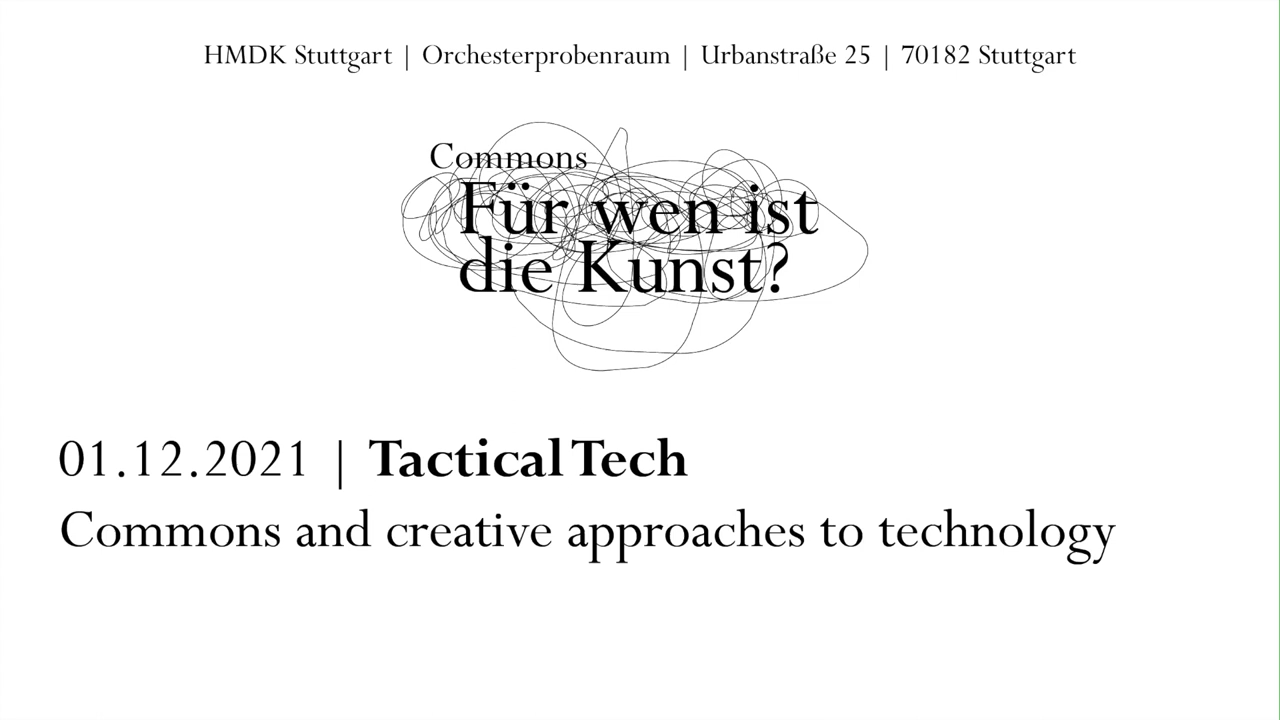 HMDK Stuttgart | Orchesterprobenraum | Urbanstraße 25 | 70182 Stuttgart
Commons
Für wen ist
die Kunst?
01.12.2021 | Tactical Tech
Commons and creative approaches to technology